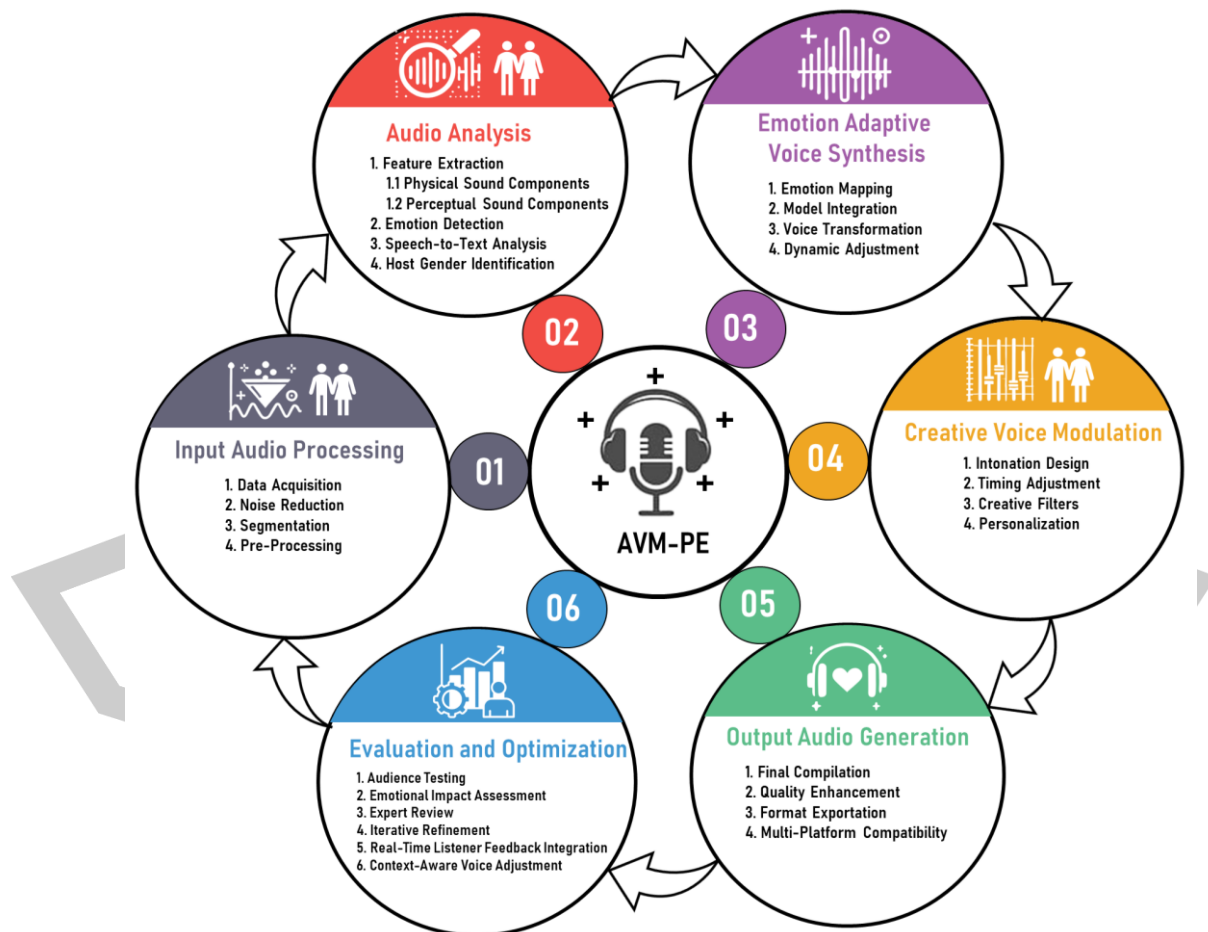 01
Input Audio Processing
1. Data Acquisition
2. Noise Reduction
3. Segmentation
4. Pre-Processing
02
Audio Analysis
1. Feature Extraction
1.1 Physical Sound Components
1.2 Perceptual Sound Components
2. Emotion Detection
3. Speech-to-Text Analysis
4. Host Gender Identification
03
Emotion Adaptive
Voice Synthesis
1. Emotion Mapping
2. Model Integration
3. Voice Transformation
4. Dynamic Adjustment
04
Creative Voice Modulation
1. Intonation Design
2. Timing Adjustment
3. Creative Filters
4. Personalization
05
Output Audio Generation
1. Final Compilation
2. Quality Enhancement
3. Format Exportation
4. Multi-Platform Compatibility
06
Evaluation and Optimization
1. Audience Testing
2. Emotional Impact Assessment
3. Expert Review
4. Iterative Refinement
5. Real-Time Listener Feedback Integration
6. Context-Aware Voice Adjustment
AVM-PE